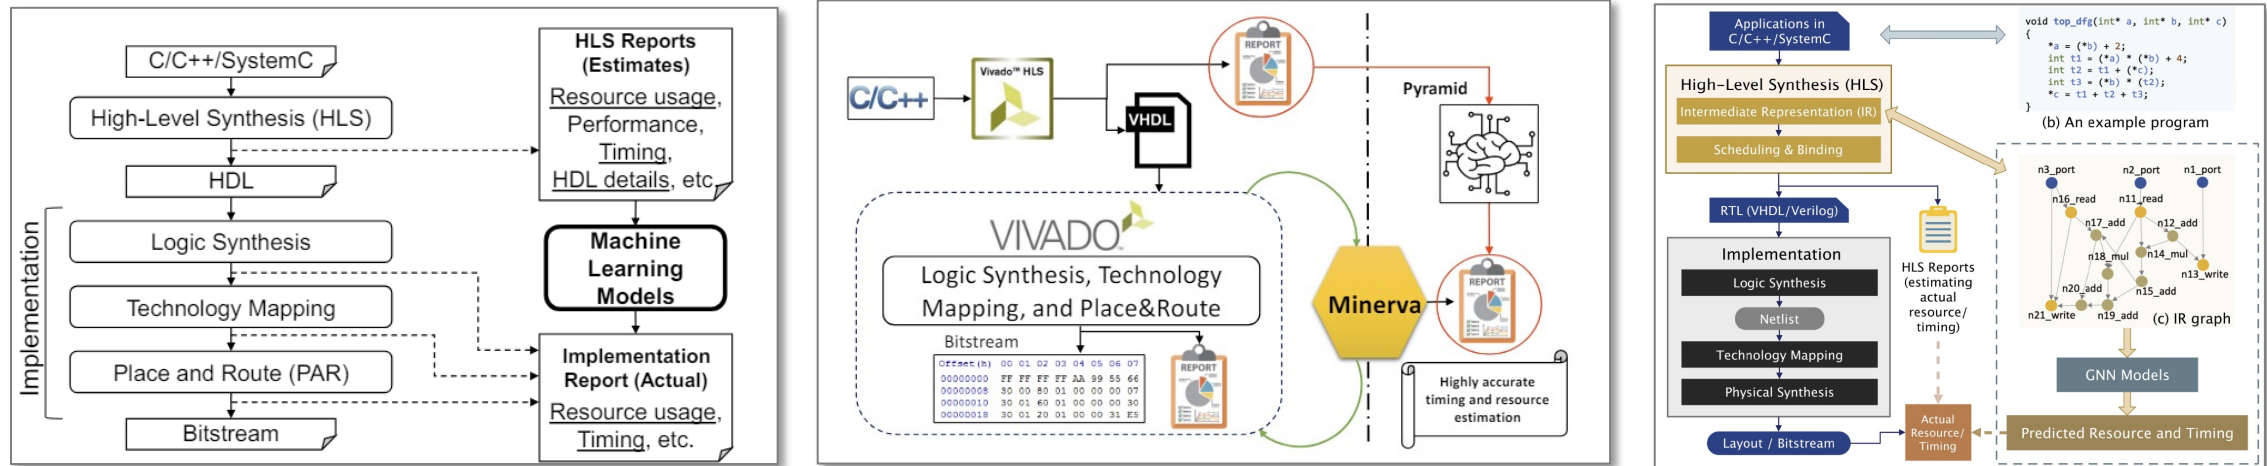 C/C++/SystemC
High-Level Synthesis (HLS)
HDL
Implementation
Logic Synthesis
Technology Mapping
Place and Route (PAR)
Bitstream
HLS Reports
(Estimates)
Resource usage,
Performance,
Timing,
HDL details, etc
Machine
Learning
Models
Implementation
Report (Actual)
Resource usage,
Timing, etc.
C/C++
Vivado™ HLS
VHDL
REPORT
Pyramid
VIVADO
Logic Synthesis, Technology
Mapping, and Place&Route
Bitstream
Offset(h) 00 01 02 03 04 05 06 07
00000000 FF FF FF FF AA 99 55 66
00000008 30 00 80 01 00 00 00 07
00000010 30 01 60 01 00 00 00 30
00000018 30 01 20 01 00 00 31 E5
REPORT
Minerva
REPORT
Highly accurate
timing and resource
estimation
Applications in
C/C++/SystemC
High-Level Synthesis (HLS)
Intermediate Representation (IR)
Scheduling & Binding
RTL (VHDL/Verilog)
Implementation
Logic Synthesis
Netlist
Technology Mapping
Physical Synthesis
Layout / Bitstream
HLS Reports
(estimating
actual
resource/
timing)
Actual
Resource/
Timing
void top_dfg(int* a, int* b, int* c)
{
*a = (*b) + 2;
int t1 = (*a) * (*b) + 4;
int t2 = t1 + (*c);
int t3 = (*b) * (t2);
*c = t1 + t2 + t3;
}
(b) An example program
n3_port
n2_port
n1_port
n16_read
n11_read
n17_add
n12_add
n18_mul
n14_mul
n13_write
n20_add
n15_add
n21_write
n19_add
(c) IR graph
GNN Models
Predicted Resource and Timing